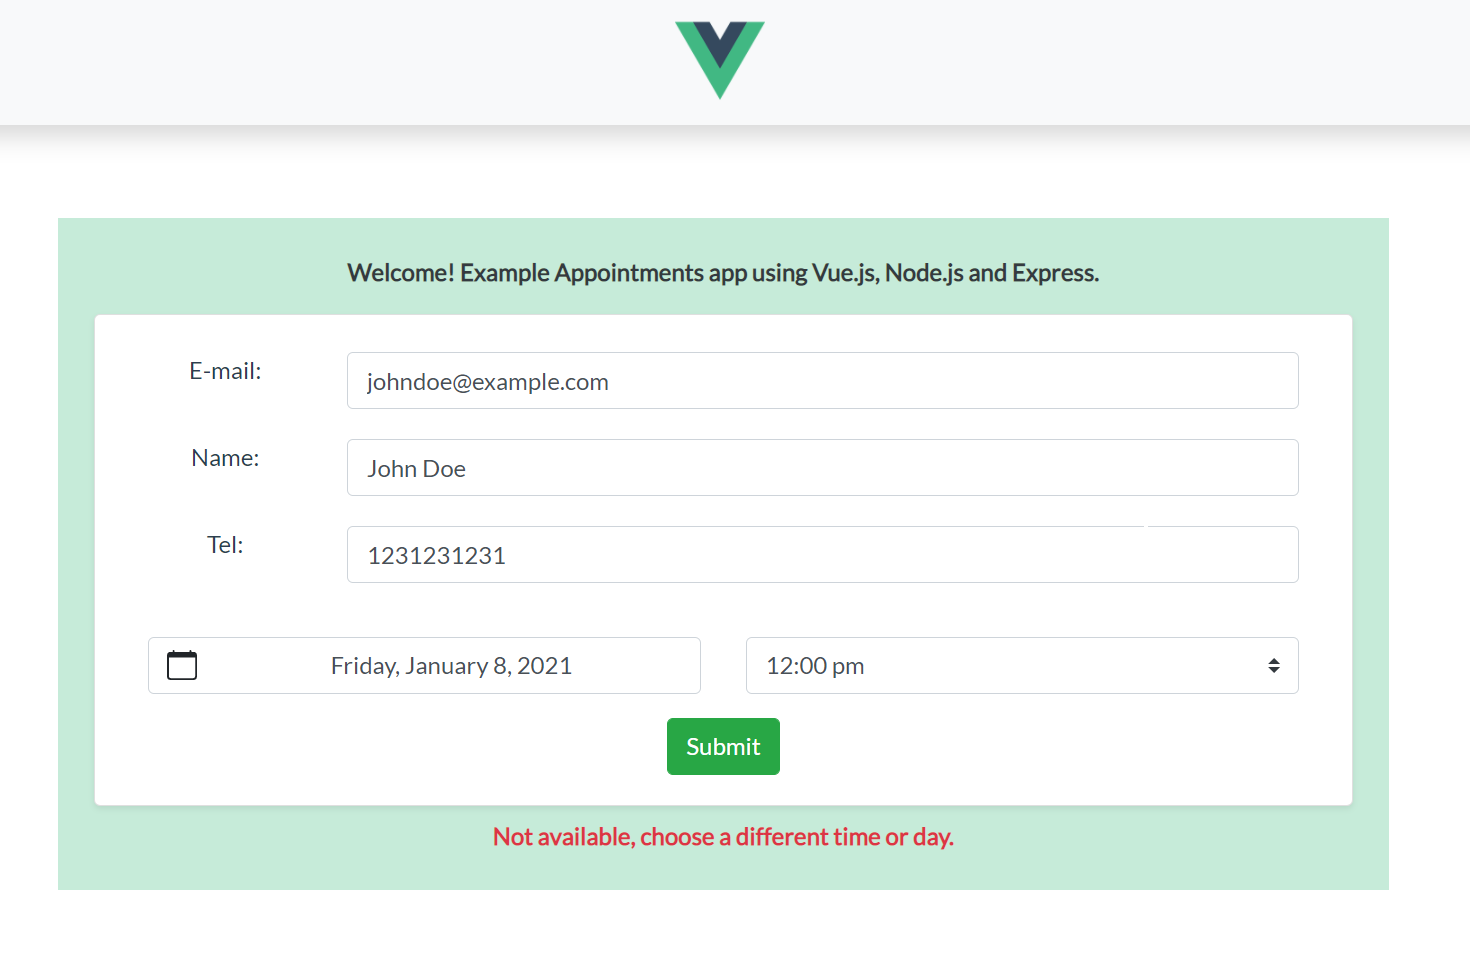 Welcome! Example Appointments app using Vue.js, Node.js and Express.
E-mail:
johndoe@example.com
Name:
John Doe
Tel:
1231231231
Friday, January 8, 2021
12:00 pm
Submit
Not available, choose a different time or day.